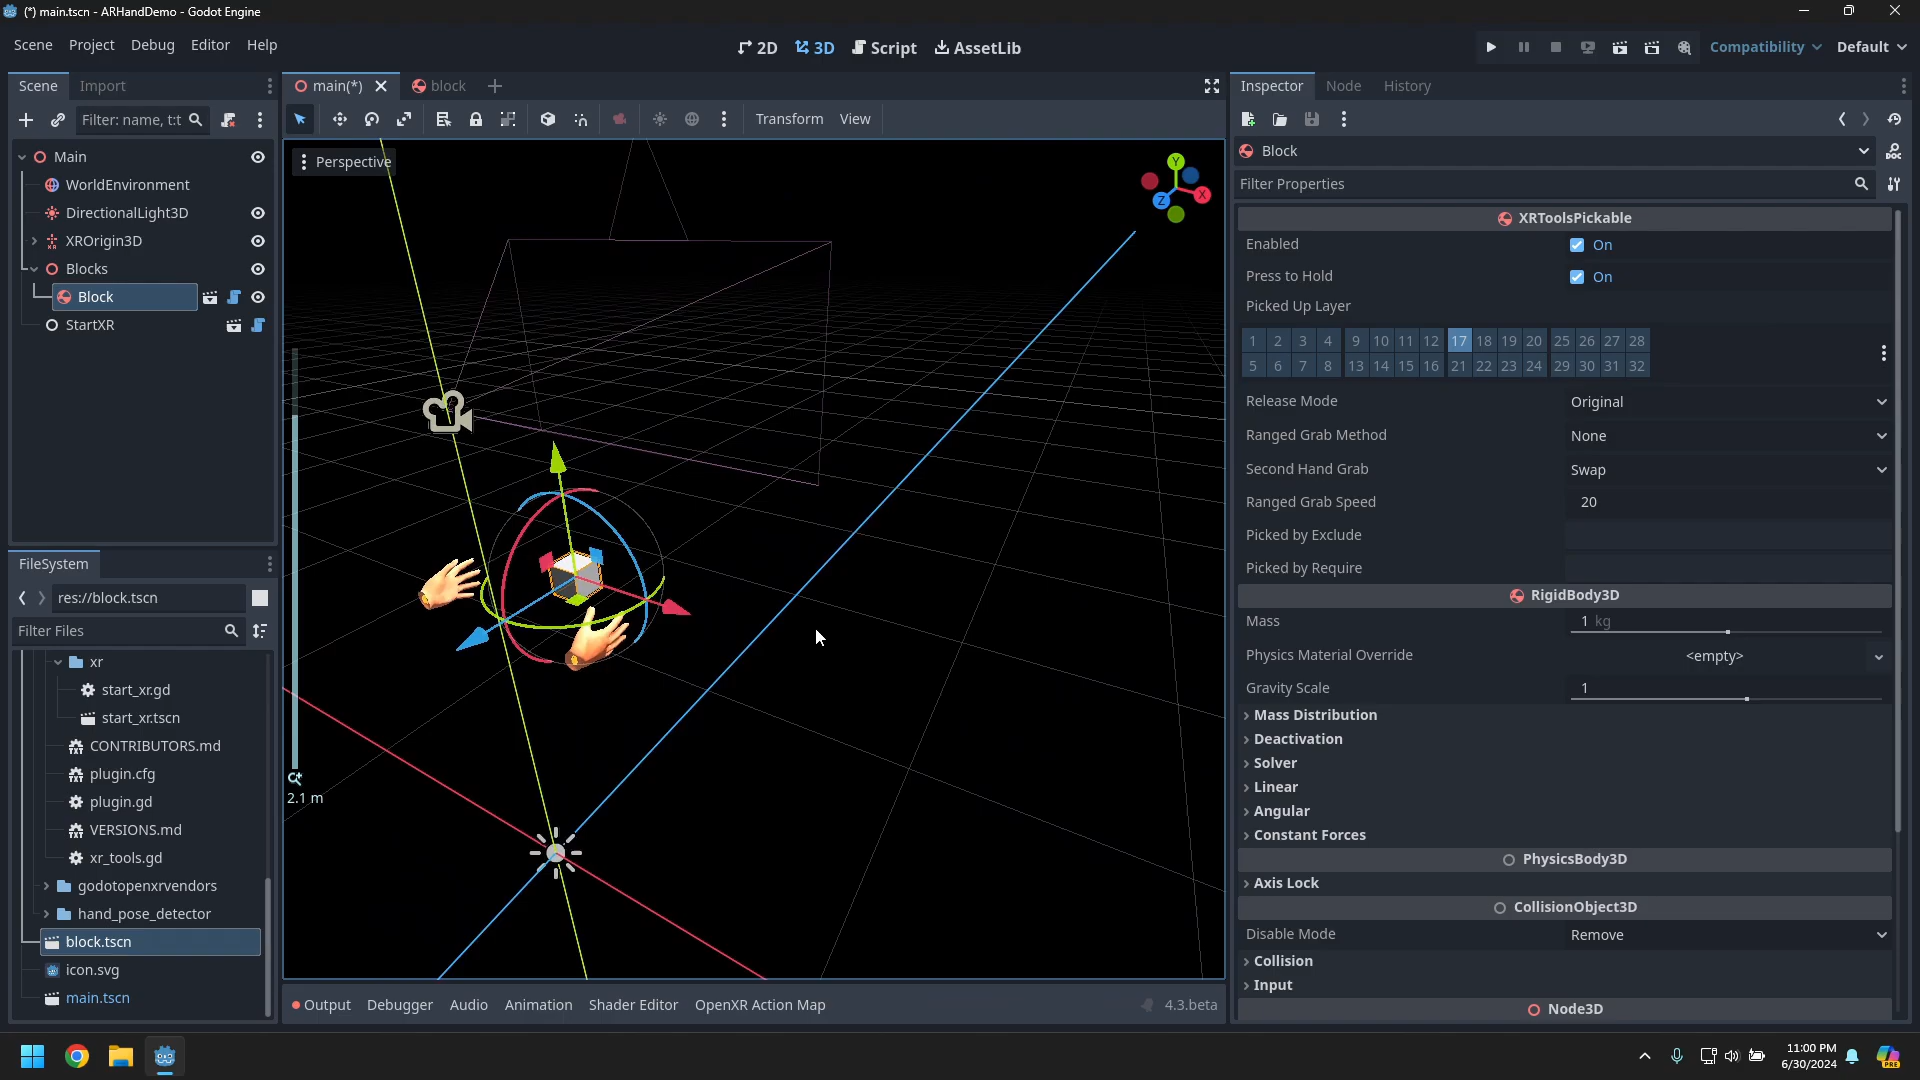 (*) main.tscn - ARHandDemo - Godot Engine
Scene Project Debug Editor Help
2D 3D Script AssetLib
Compatibility Default
Scene Import
Filter: name, t:t
Main
WorldEnvironment
DirectionalLight3D
XROrigin3D
Blocks
Block
StartXR
FileSystem
res://block.tscn
Filter Files
xr
start_xr.gd
start_xr.tscn
CONTRIBUTORS.md
plugin.cfg
plugin.gd
VERSIONS.md
xr_tools.gd
godotopenxrvendors
hand_pose_detector
block.tscn
icon.svg
main.tscn
main(*) block
Transform View
Perspective
Y
X
Z
2.1 m
Output Debugger Audio Animation Shader Editor OpenXR Action Map 4.3.beta
Inspector Node History
Block
DOC
Filter Properties
XRToolsPickable
Enabled On
Press to Hold On
Picked Up Layer
1 2 3 4 9 10 11 12 17 18 19 20 25 26 27 28
5 6 7 8 13 14 15 16 21 22 23 24 29 30 31 32
Release Mode Original
Ranged Grab Method None
Second Hand Grab Swap
Ranged Grab Speed 20
Picked by Exclude
Picked by Require
RigidBody3D
Mass 1 kg
Physics Material Override <empty>
Gravity Scale 1
Mass Distribution
Deactivation
Solver
Linear
Angular
Constant Forces
PhysicsBody3D
Axis Lock
CollisionObject3D
Disable Mode Remove
Collision
Input
Node3D
11:00 PM
6/30/2024
PRE